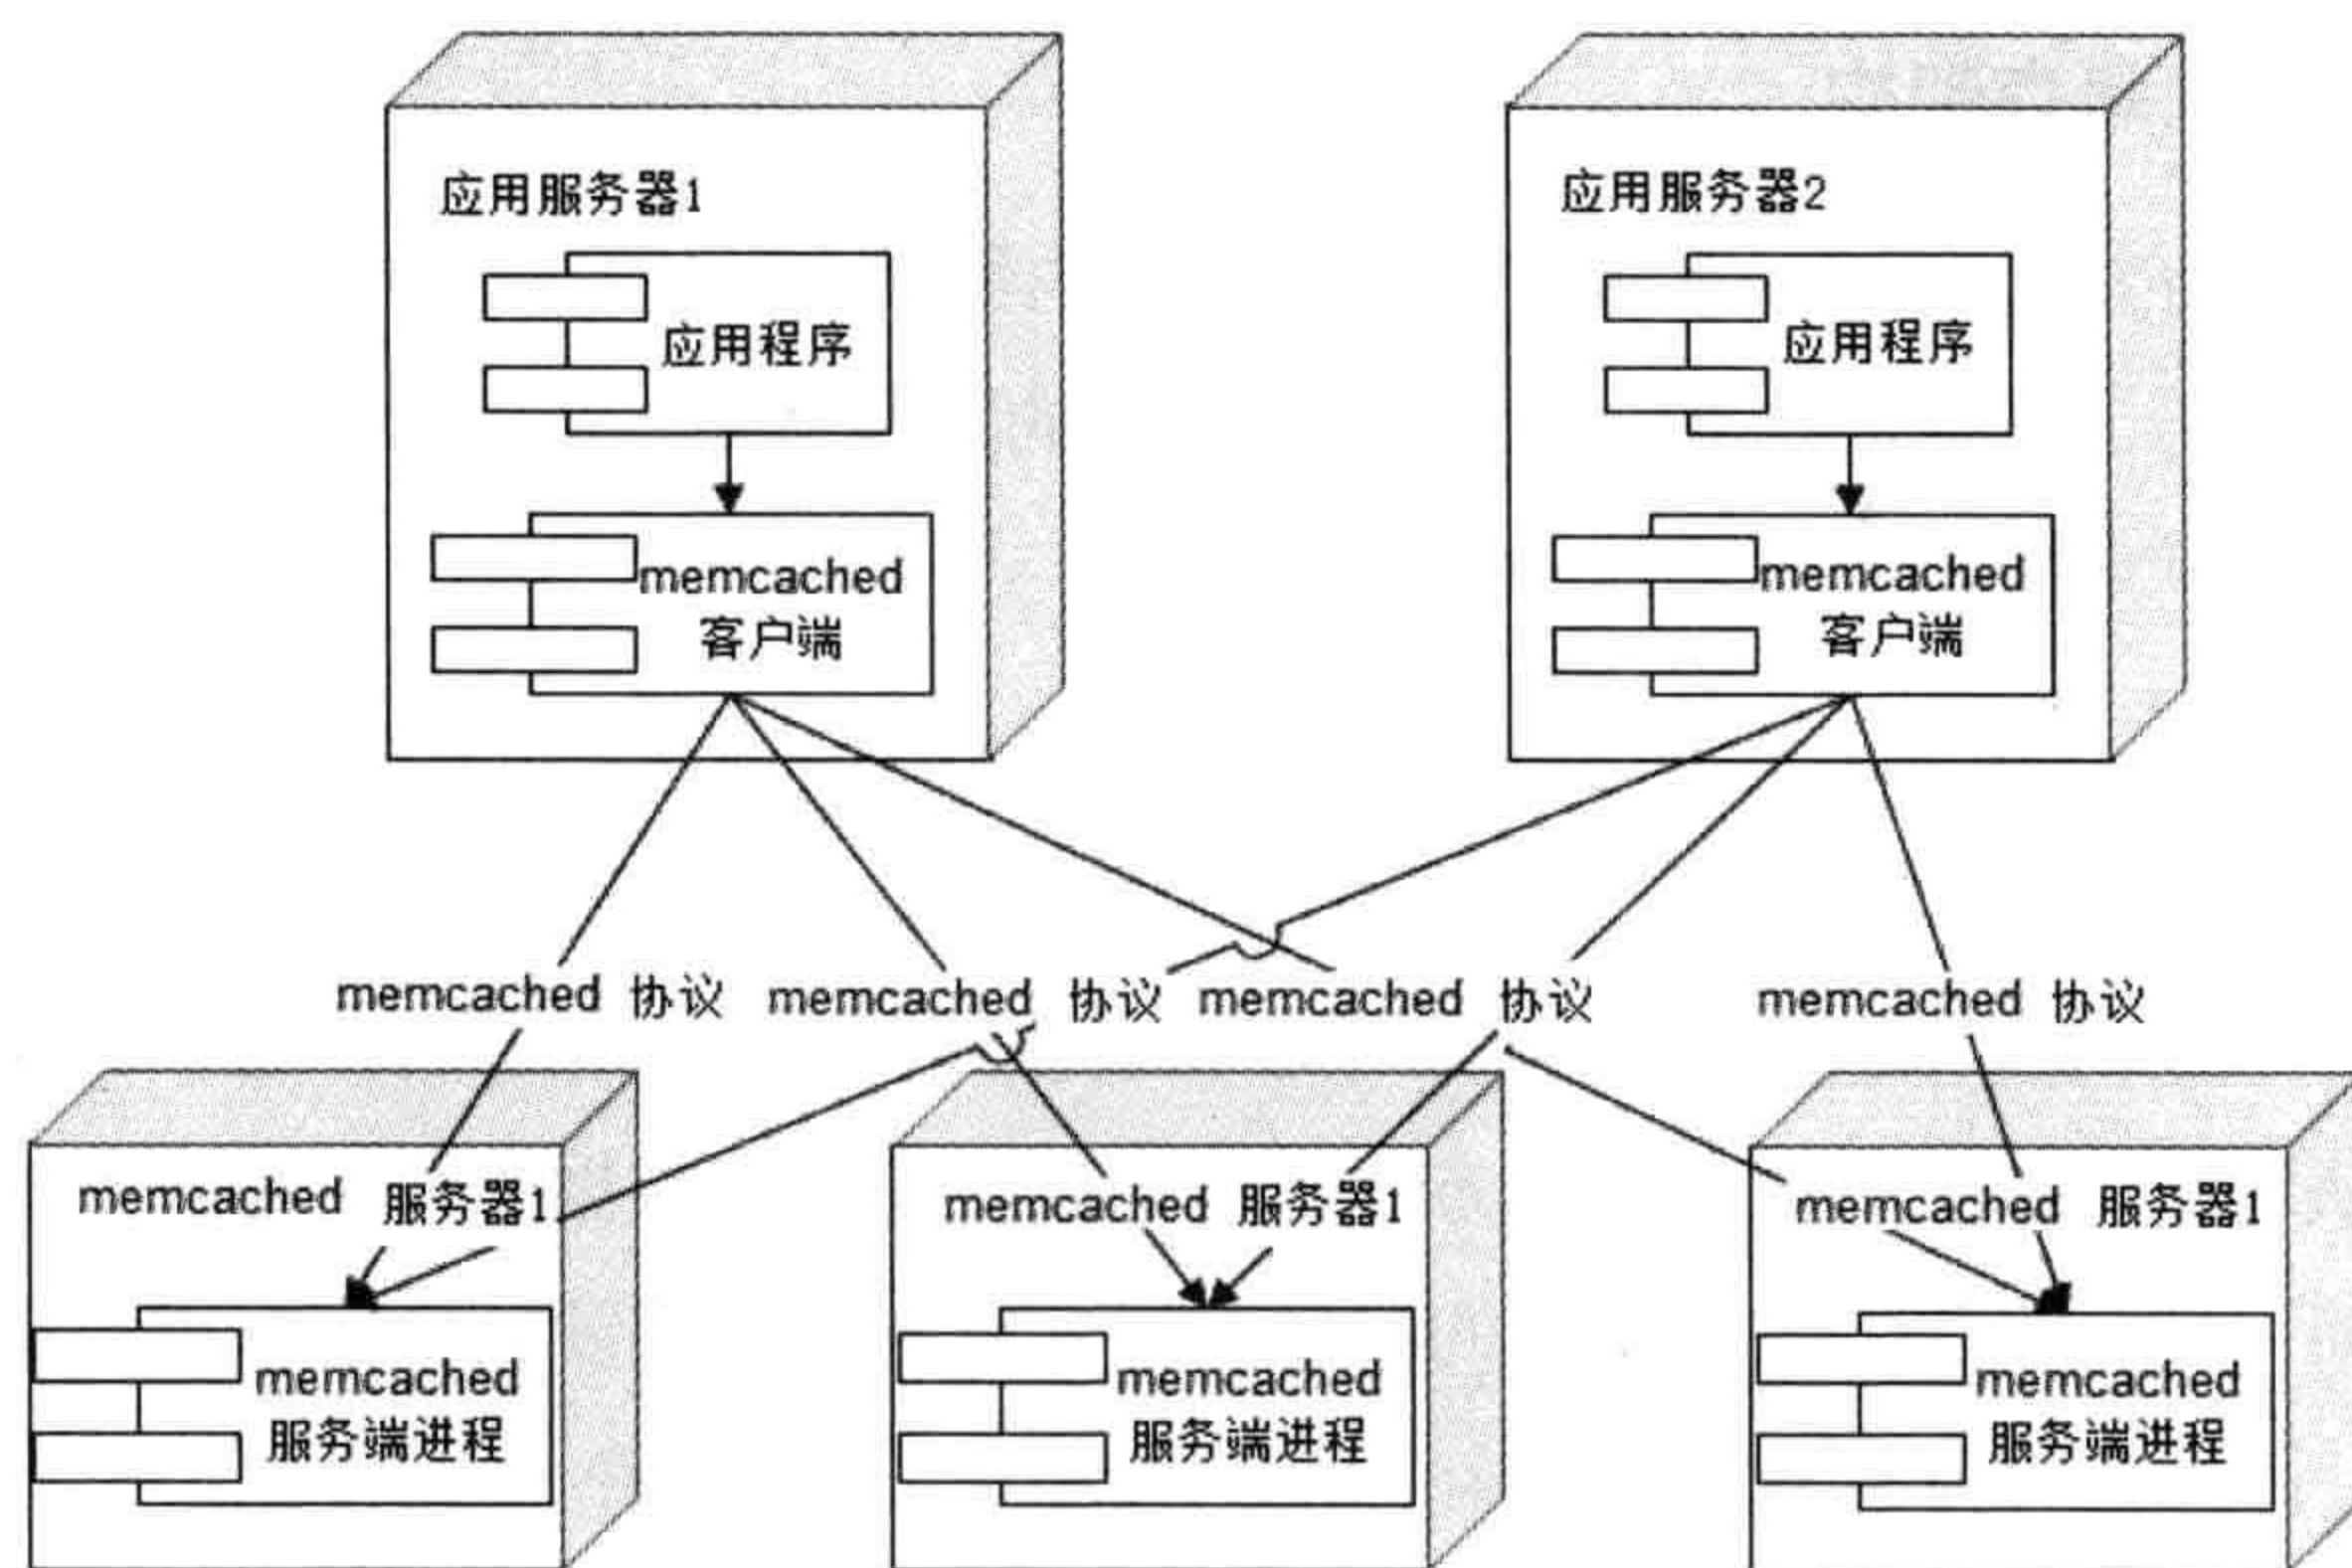 应用服务器1
应用服务器2
应用程序
应用程序
memcached
客户端
memcached
客户端
memcached 协议
memcached 协议
memcached 协议
memcached 协议
memcached 服务器1
memcached 服务器1
memcached 服务器1
memcached
服务端进程
memcached
服务端进程
memcached
服务端进程